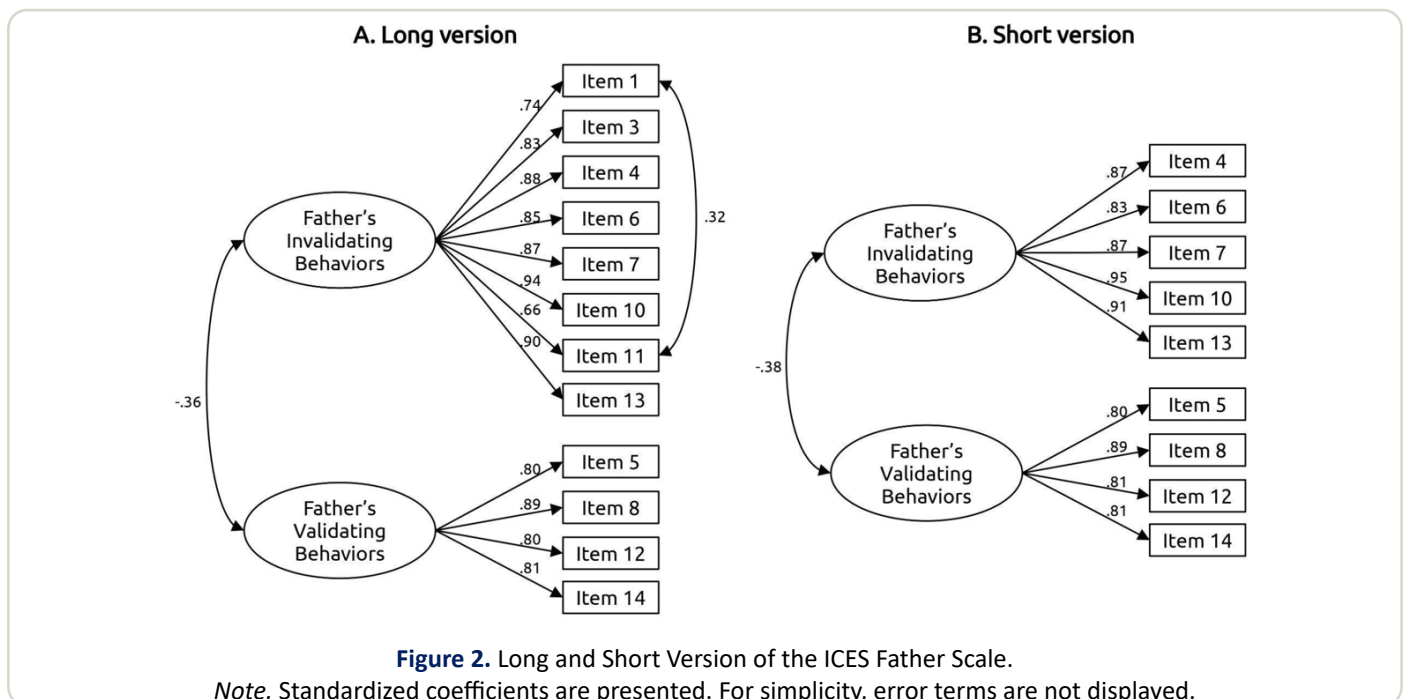 A. Long version
Item 1
.74
Item 3
.83
Item 4
.88
Item 6
.85
Item 7
.87
Item 10
.94
Item 11
.66
Item 13
.90
.32
Father's
Invalidating
Behaviors
-.36
Item 5
.80
Item 8
.89
Item 12
.80
Item 14
.81
Father's
Validating
Behaviors
B. Short version
Item 4
.87
Item 6
.83
Item 7
.87
Item 10
.95
Item 13
.91
Father's
Invalidating
Behaviors
-.38
Item 5
.80
Item 8
.89
Item 12
.81
Item 14
.81
Father's
Validating
Behaviors
Figure 2. Long and Short Version of the ICES Father Scale.
Note. Standardized coefficients are presented. For simplicity, error terms are not displayed.